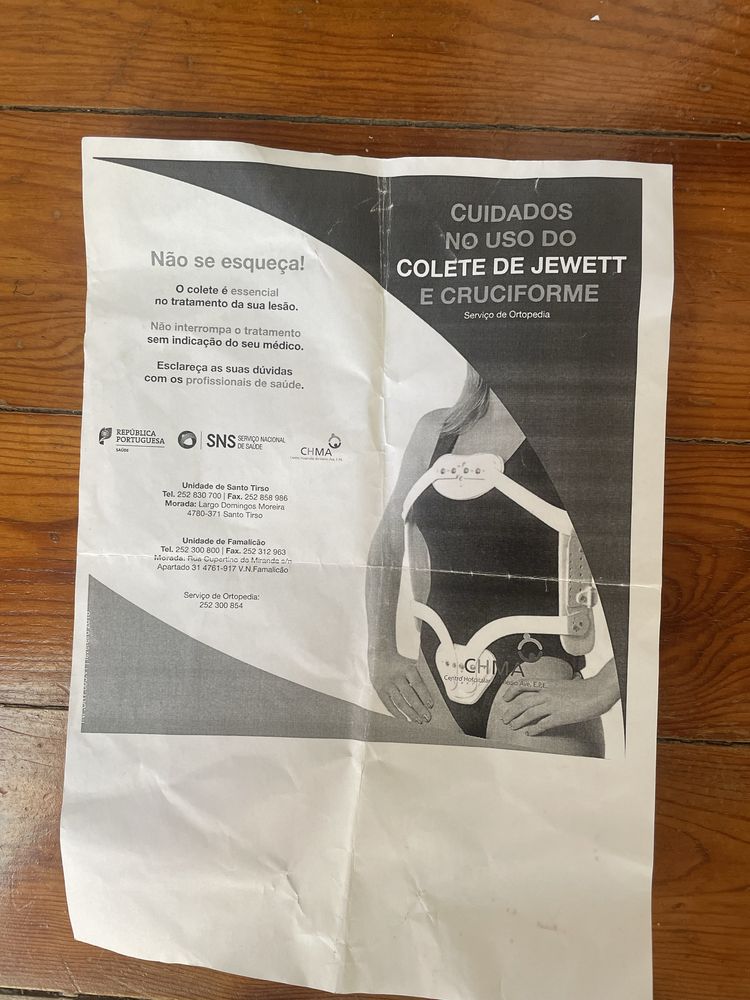 Não se esqueça!
O colete é essencial
no tratamento da sua lesão.
Não interrompa o tratamento
sem indicação do seu médico.
Esclareça as suas dúvidas
com os profissionais de saúde.
REPÚBLICA
PORTUGUESA
SAÚDE
SNS SERVIÇO NACIONAL
DE SAÚDE
CHMA
Unidade de Santo Tirso
Tel. 252 830 700 | Fax. 252 858 986
Morada: Largo Domingos Moreira
4780-371 Santo Tirso
Unidade de Famalicão
Tel. 252 300 800 | Fax. 252 312 963
Morada: Rua Cupertino de Miranda s/n
Apartado 31 4761-917 V.N.Famalicão
Serviço de Ortopedia:
252 300 854
CUIDADOS
NO USO DO
COLETE DE JEWETT
E CRUCIFORME
Serviço de Ortopedia
CHMA
Centro Hospitalar Ave, E.P.E.